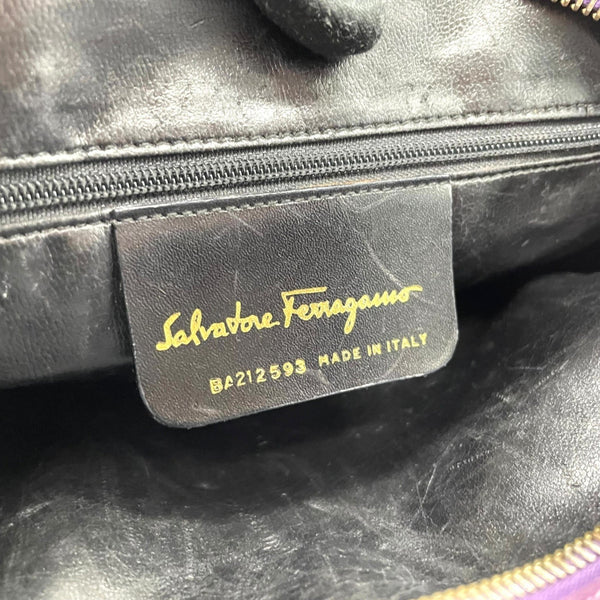 Salvatore Ferragamo
BA212593 MADE IN ITALY